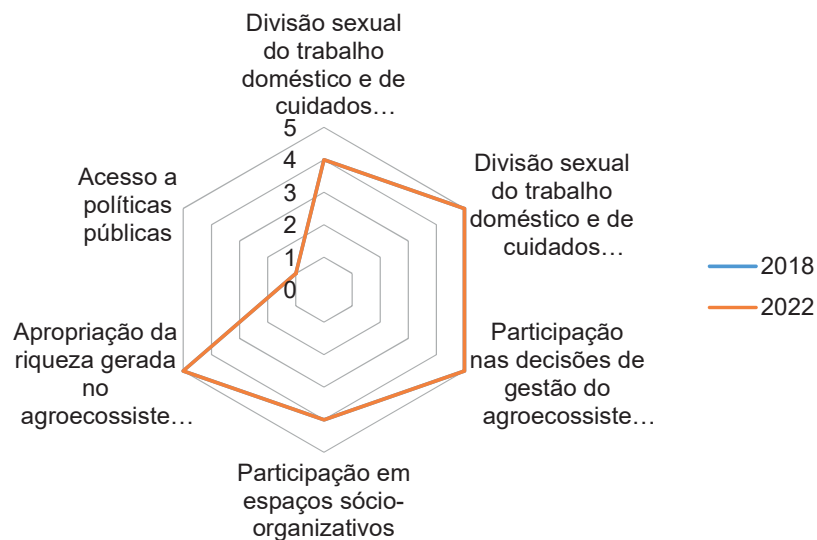 Divisão sexual
do trabalho
doméstico e de
cuidados…
5
4
3
2
1
0
Divisão sexual
do trabalho
doméstico e de
cuidados…
Participação
nas decisões de
gestão do
agroecossiste…
Participação em
espaços sócio-
organizativos
Apropriação da
riqueza gerada
no
agroecossiste…
Acesso a
políticas
públicas
2018
2022